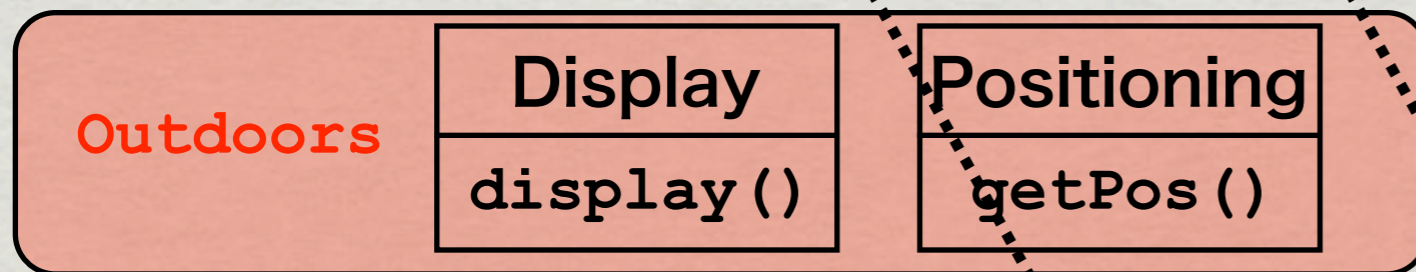 Outdoors
Display
display()
Positioning
getPos()